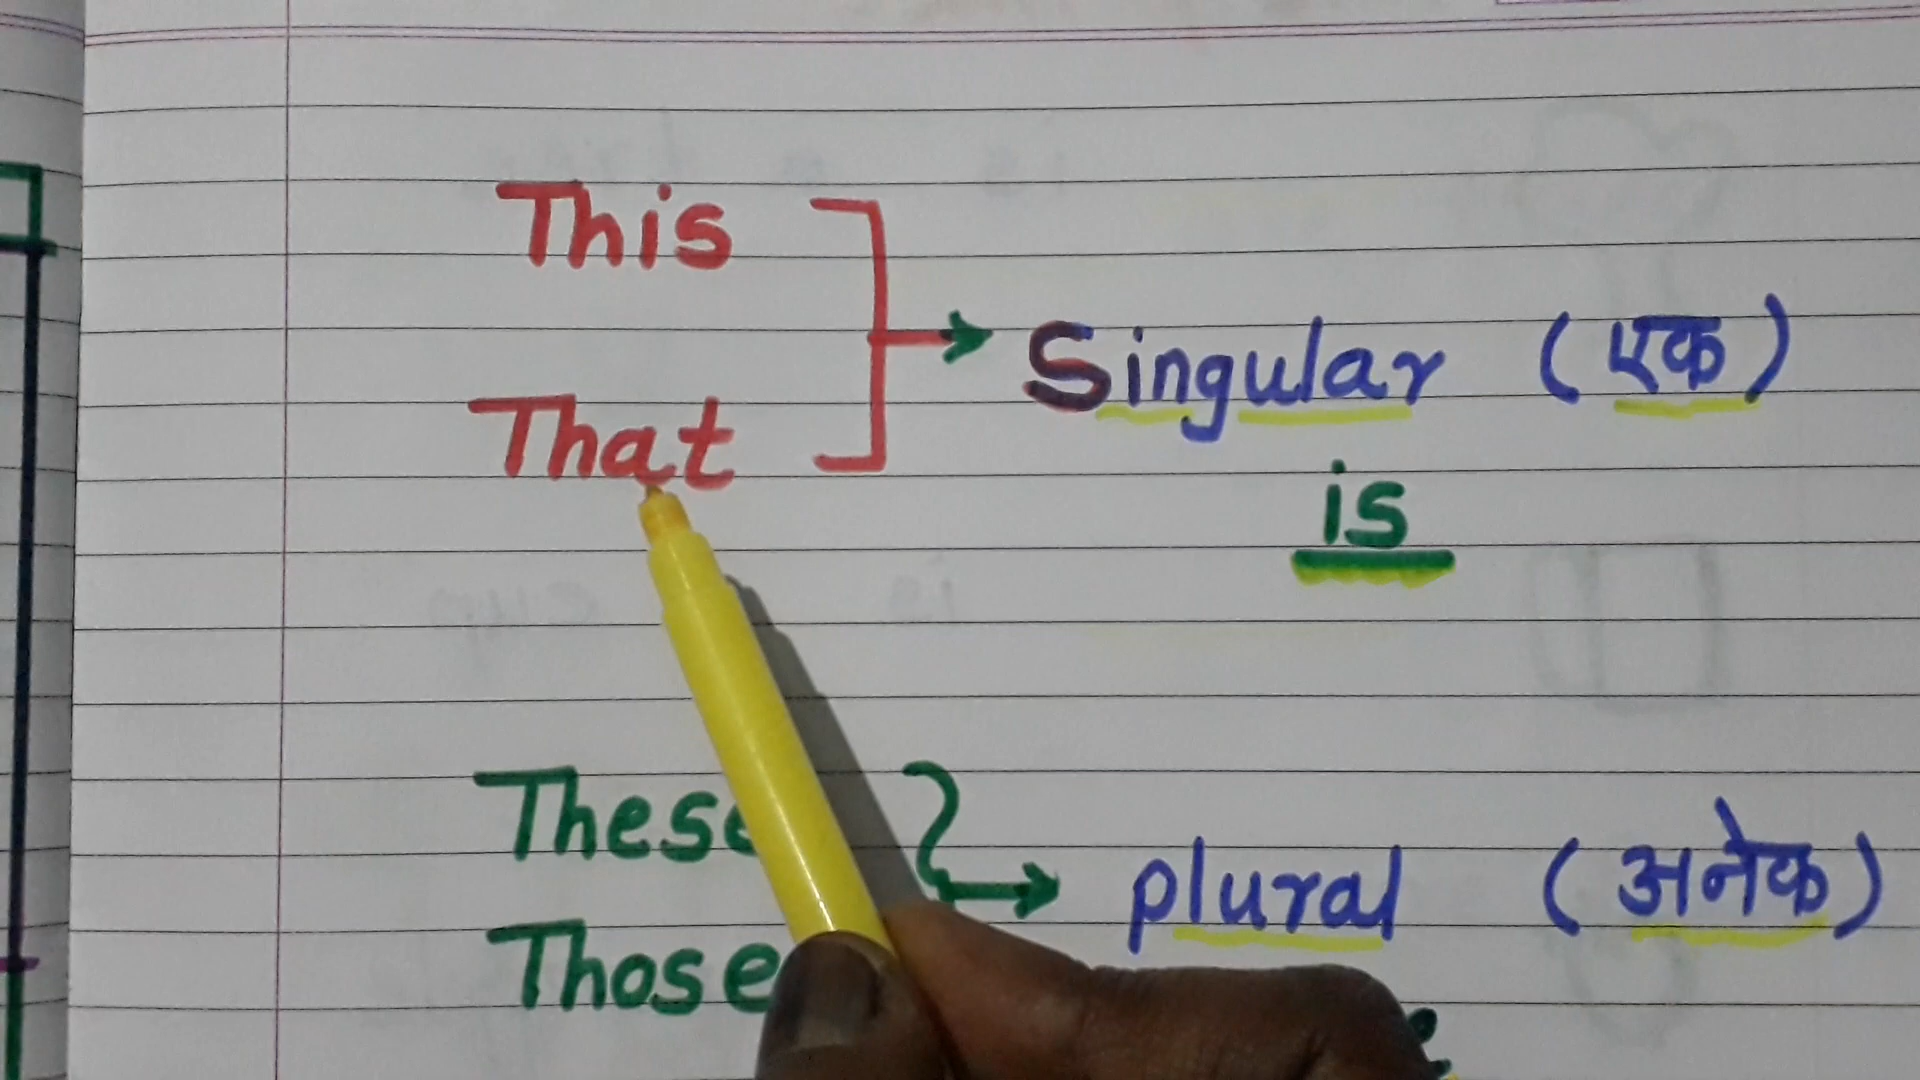 This
That
Singular (एक)
is
These
Those
plural (अनेक)